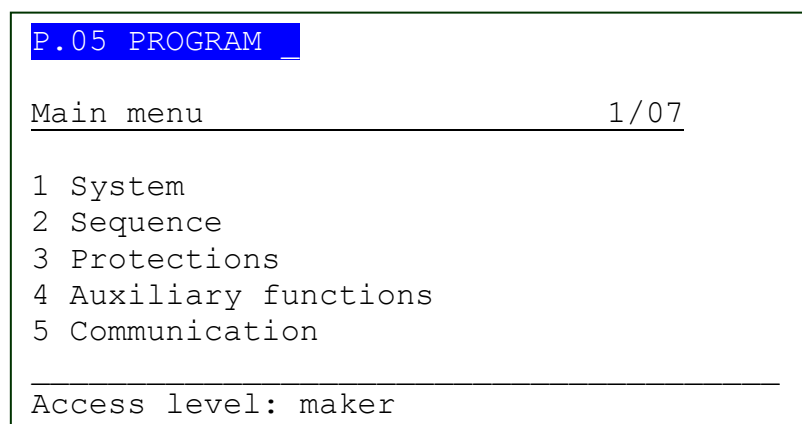 P.05 PROGRAM _
Main menu 1/07
1 System
2 Sequence
3 Protections
4 Auxiliary functions
5 Communication
Access level: maker